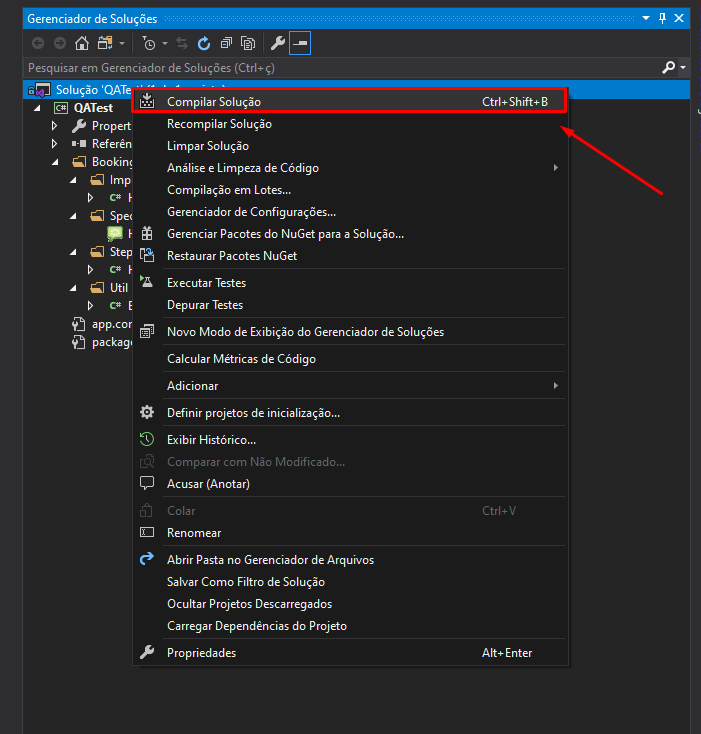 Gerenciador de Soluções
Pesquisar em Gerenciador de Soluções (Ctrl+ç)
Solução 'QATest'
Compilar Solução Ctrl+Shift+B
QATest
Recompilar Solução
Propert
Limpar Solução
Referên
Análise e Limpeza de Código
Booking
Imp
Compilação em Lotes...
C#
Gerenciador de Configurações...
Spec
Gerenciar Pacotes do NuGet para a Solução...
Step
Restaurar Pacotes NuGet
C#
Executar Testes
Util
Depurar Testes
C#
app.con
Novo Modo de Exibição do Gerenciador de Soluções
package
Calcular Métricas de Código
Adicionar
Definir projetos de inicialização...
Exibir Histórico...
Comparar com Não Modificado...
Acusar (Anotar)
Colar Ctrl+V
Renomear
Abrir Pasta no Gerenciador de Arquivos
Salvar Como Filtro de Solução
Ocultar Projetos Descarregados
Carregar Dependências do Projeto
Propriedades Alt+Enter